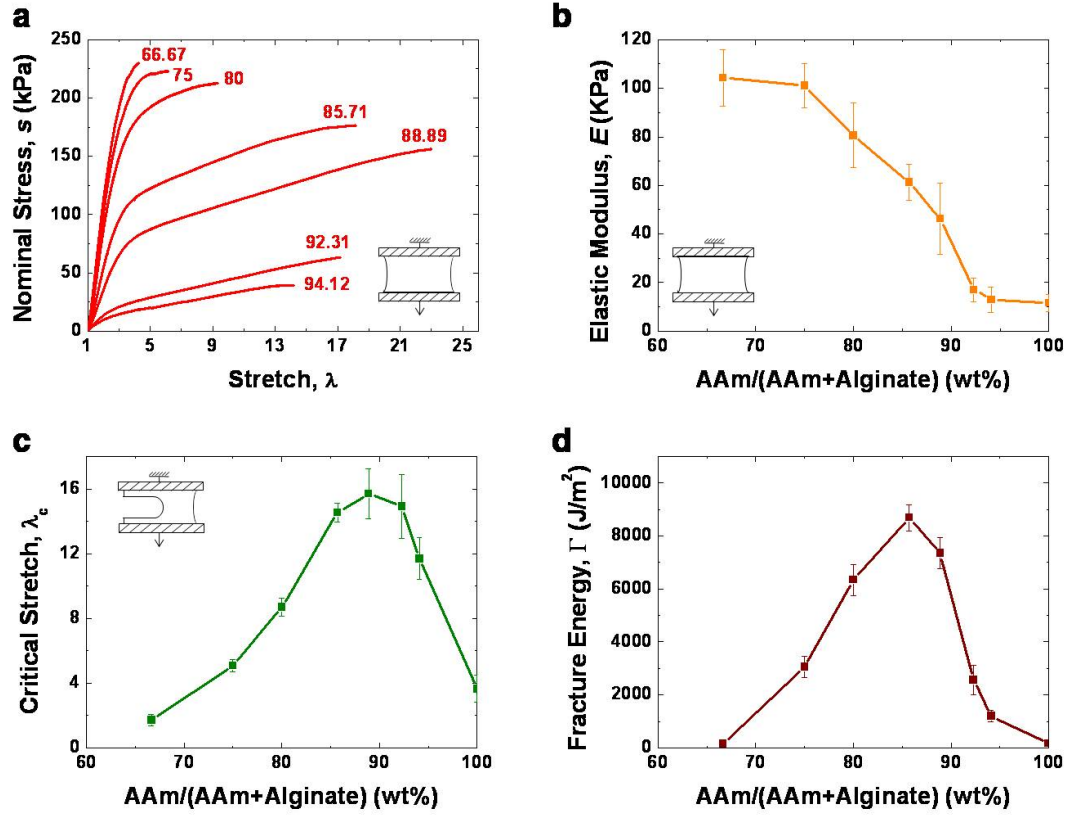 a
Nominal Stress, s (kPa)
250
200
150
100
50
0
66.67
75
80
85.71
88.89
92.31
94.12
1 5 9 13 17 21 25
Stretch, λ
b
Elastic Modulus, E (KPa)
120
100
80
60
40
20
0
60 70 80 90 100
AAm/(AAm+Alginate) (wt%)
c
Critical Stretch, λc
16
12
8
4
0
60 70 80 90 100
AAm/(AAm+Alginate) (wt%)
d
Fracture Energy, Γ (J/m²)
10000
8000
6000
4000
2000
0
60 70 80 90 100
AAm/(AAm+Alginate) (wt%)